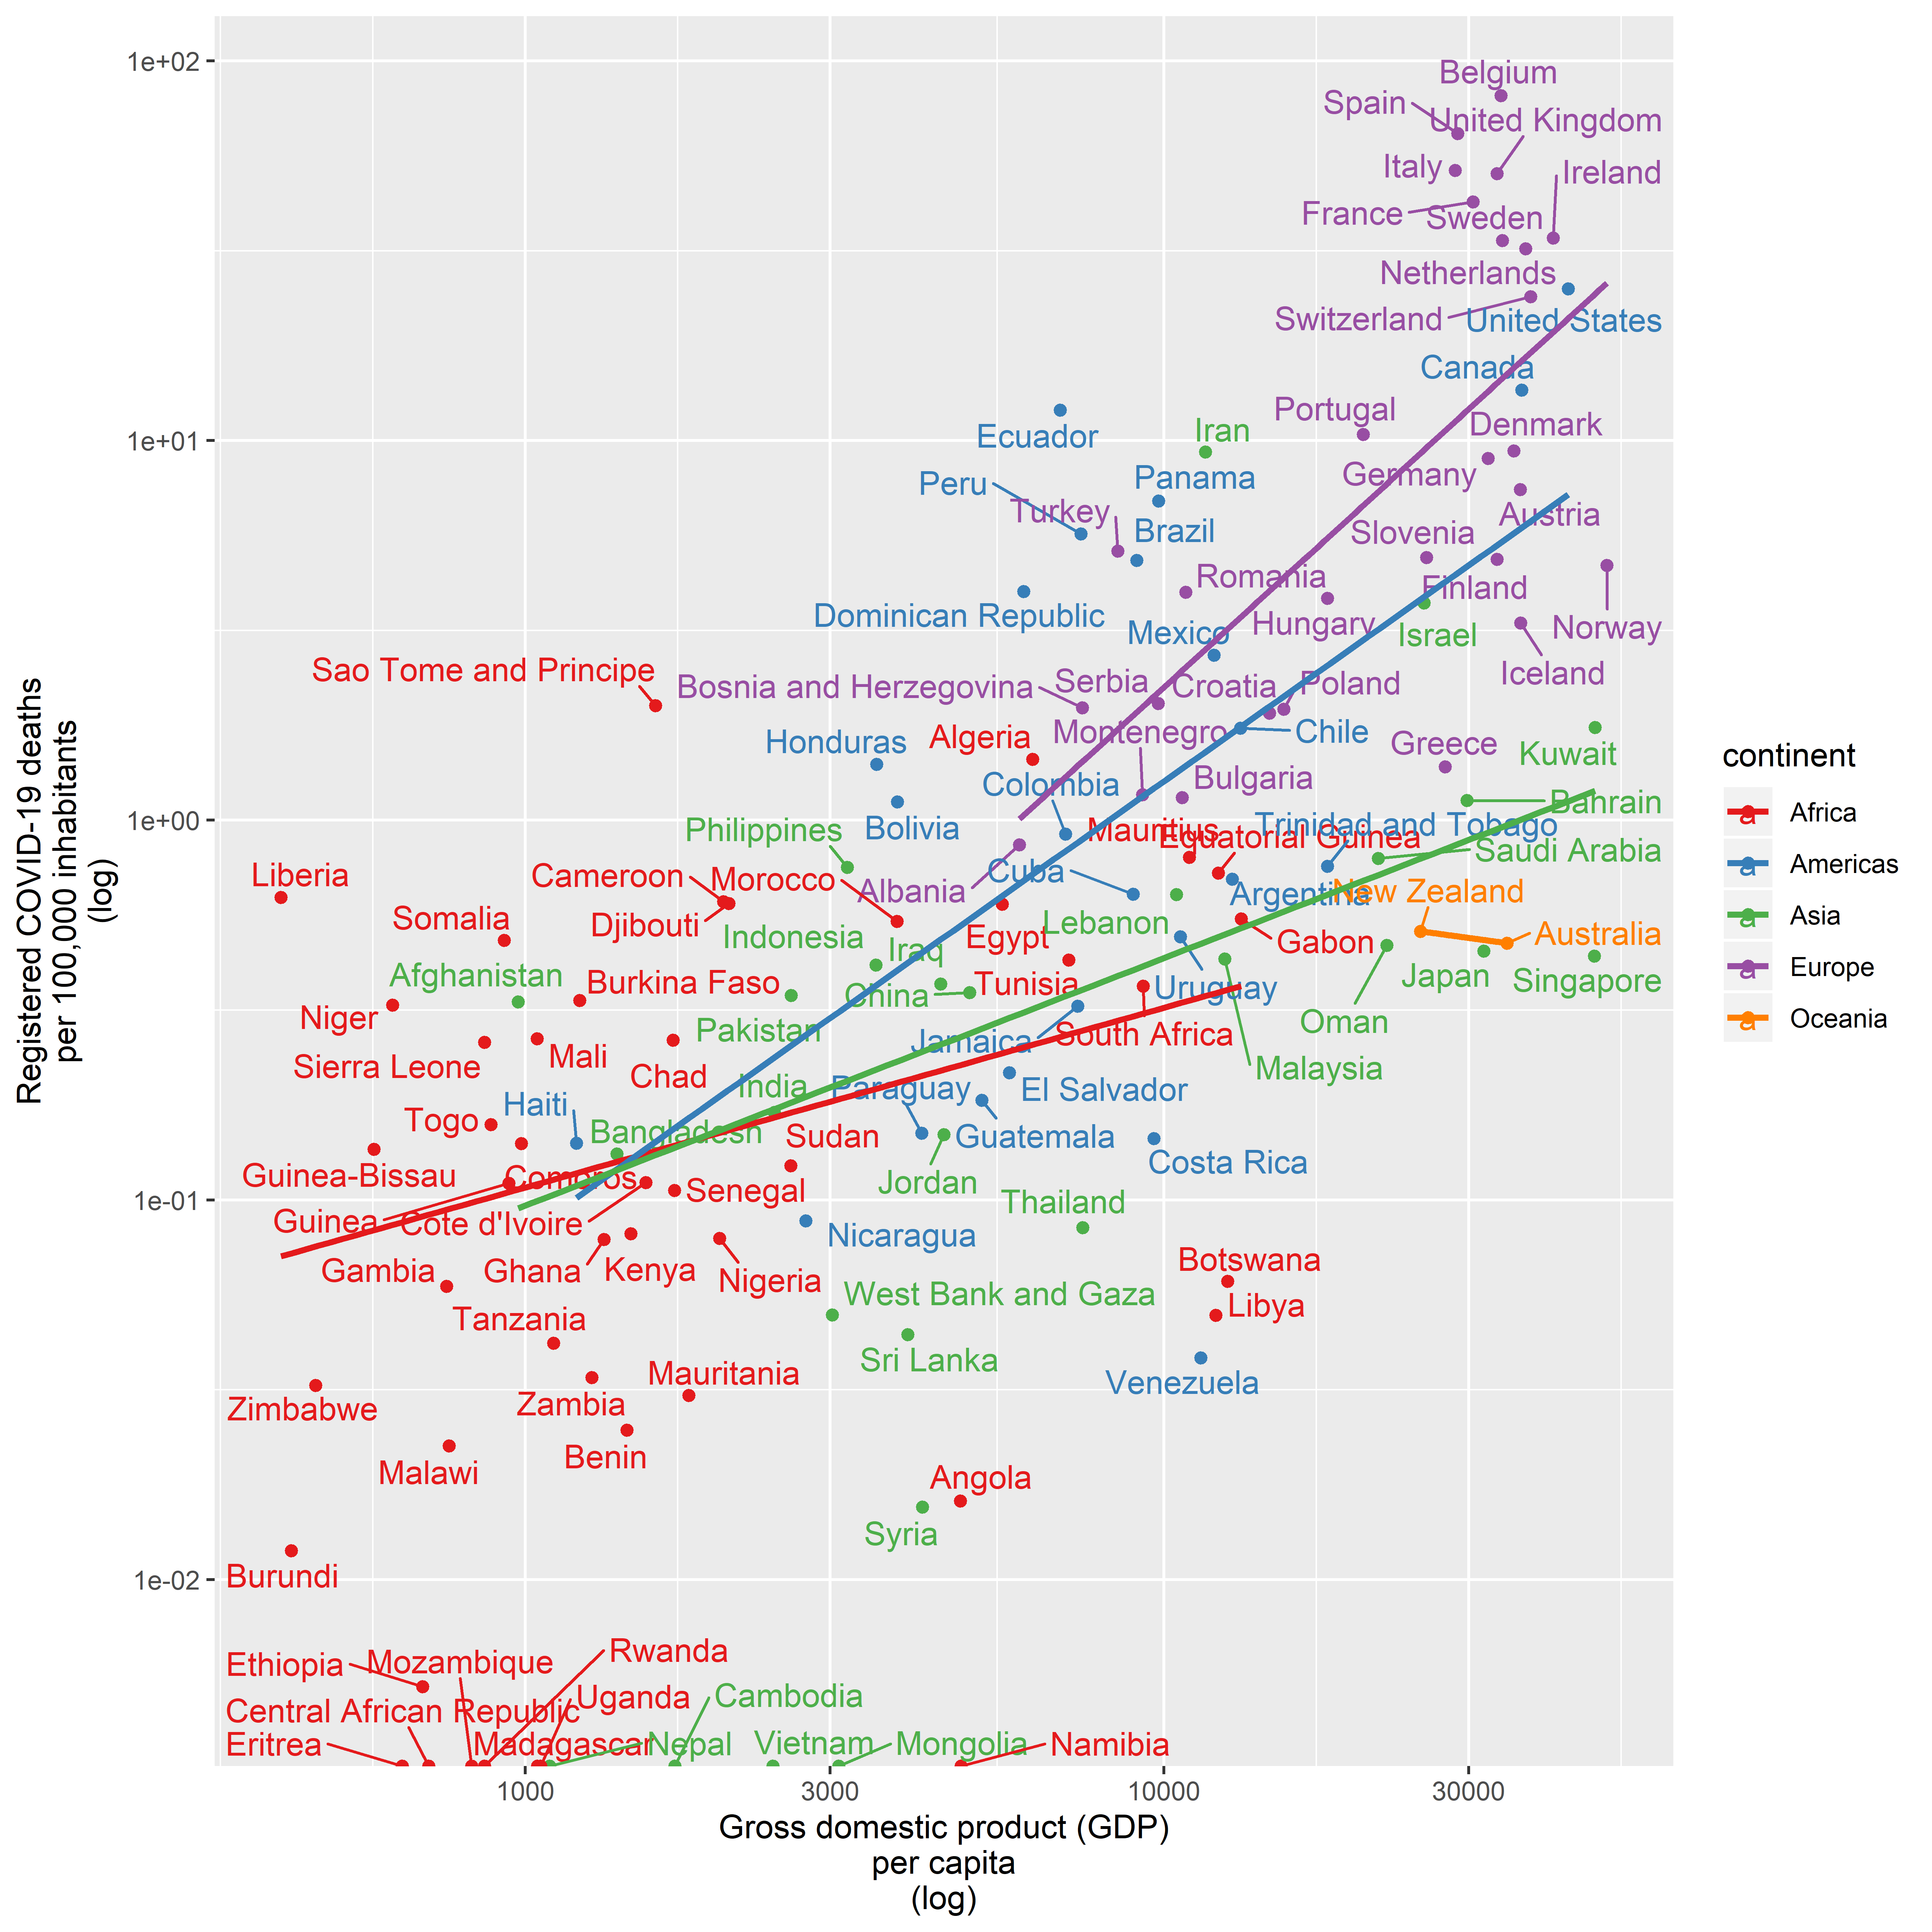 1e+02
Belgium
Spain
United Kingdom
Italy
Ireland
France
Sweden
Netherlands
Switzerland
United States
Canada
Portugal
Denmark
Ecuador
Iran
1e+01
Peru
Panama
Germany
Turkey
Austria
Brazil
Slovenia
Romania
Finland
Dominican Republic
Hungary
Mexico
Israel
Norway
Sao Tome and Principe
Iceland
Bosnia and Herzegovina
Serbia
Croatia
Poland
Montenegro
Honduras
Algeria
Chile
Greece
Kuwait
Colombia
Bulgaria
Bahrain
1e+00
Philippines
Bolivia
Mauritius
Equatorial Guinea
Trinidad and Tobago
Saudi Arabia
Liberia
Cameroon
Morocco
Cuba
Albania
Argentina
New Zealand
Somalia
Djibouti
Indonesia
Iraq
Egypt
Lebanon
Gabon
Australia
Afghanistan
Burkina Faso
China
Tunisia
Uruguay
Japan
Singapore
Niger
Pakistan
Jamaica
South Africa
Oman
Sierra Leone
Mali
Chad
India
Paraguay
El Salvador
Malaysia
Togo
Haiti
Bangladesh
Sudan
Guatemala
Guinea-Bissau
Comoros
Jordan
Costa Rica
1e-01
Guinea
Cote d'Ivoire
Senegal
Nicaragua
Thailand
Gambia
Ghana
Kenya
Nigeria
West Bank and Gaza
Botswana
Libya
Tanzania
Sri Lanka
Zimbabwe
Zambia
Mauritania
Venezuela
Malawi
Benin
Angola
Syria
Burundi
1e-02
Ethiopia
Mozambique
Rwanda
Central African Republic
Uganda
Cambodia
Eritrea
Madagascar
Nepal
Vietnam
Mongolia
Namibia
1000
3000
10000
30000
Gross domestic product (GDP)
per capita
(log)
Registered COVID-19 deaths
per 100,000 inhabitants
(log)
continent
a Africa
a Americas
a Asia
a Europe
a Oceania